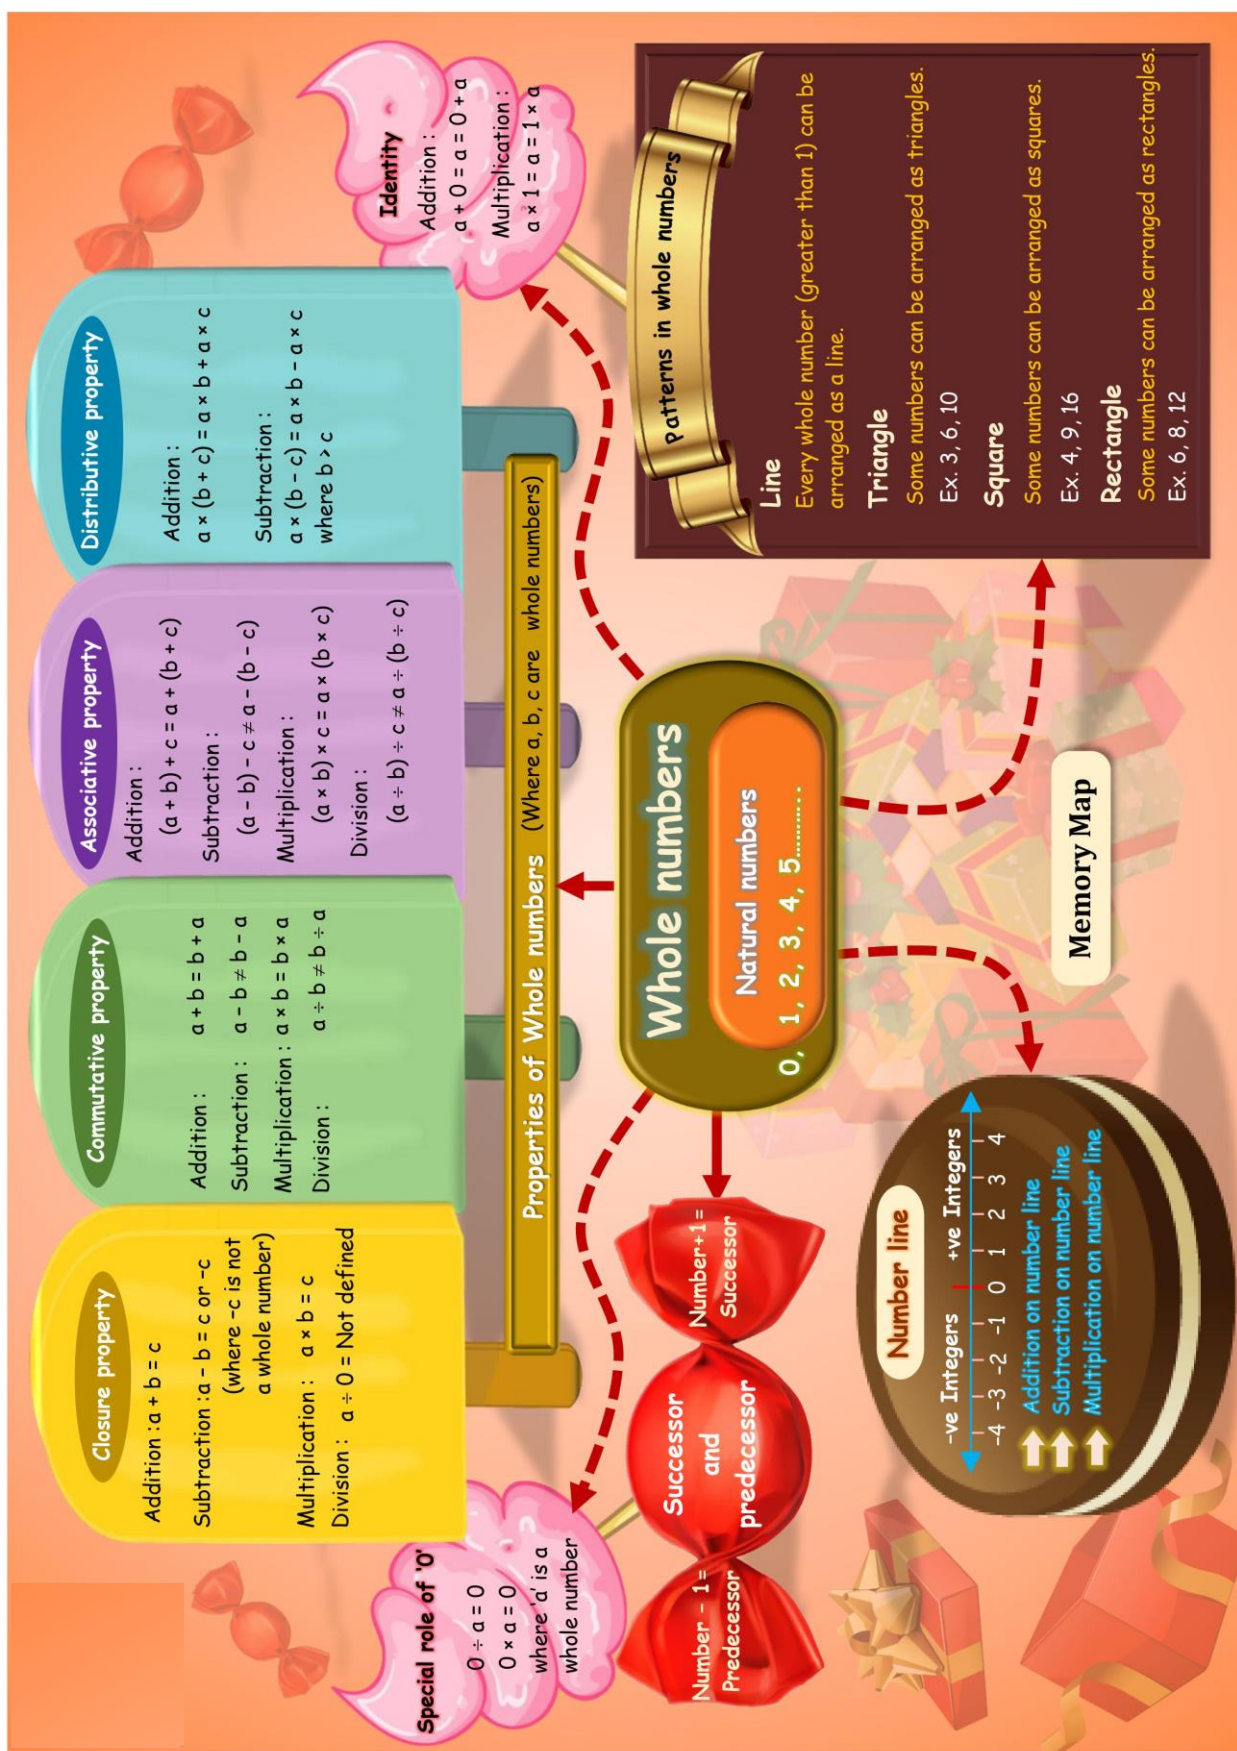 Closure property
Addition : a + b = c
Subtraction : a - b = c or -c
(where -c is not
a whole number)
Multiplication : a × b = c
Division : a ÷ 0 = Not defined
Commutative property
Addition : a + b = b + a
Subtraction : a - b ≠ b - a
Multiplication : a × b = b × a
Division : a ÷ b ≠ b ÷ a
Associative property
Addition :
(a + b) + c = a + (b + c)
Subtraction :
(a - b) - c ≠ a - (b - c)
Multiplication :
(a × b) × c = a × (b × c)
Division :
(a ÷ b) ÷ c ≠ a ÷ (b ÷ c)
Distributive property
Addition :
a × (b + c) = a × b + a × c
Subtraction :
a × (b - c) = a × b - a × c
where b > c
Properties of Whole numbers (Where a, b, c are whole numbers)
Special role of '0'
0 ÷ a = 0
0 × a = 0
where 'a' is a
whole number
Identity
Addition :
a + 0 = a = 0 + a
Multiplication :
a × 1 = a = 1 × a
Number - 1 =
Predecessor
Successor
and
predecessor
Number+1 =
Successor
Whole numbers
Natural numbers
0, 1, 2, 3, 4, 5...........
Patterns in whole numbers
Line
Every whole number (greater than 1) can be
arranged as a line.
Triangle
Some numbers can be arranged as triangles.
Ex. 3, 6, 10
Square
Some numbers can be arranged as squares.
Ex. 4, 9, 16
Rectangle
Some numbers can be arranged as rectangles.
Ex. 6, 8, 12
Number line
-ve Integers +ve Integers
-4 -3 -2 -1 0 1 2 3 4
Addition on number line
Subtraction on number line
Multiplication on number line
Memory Map